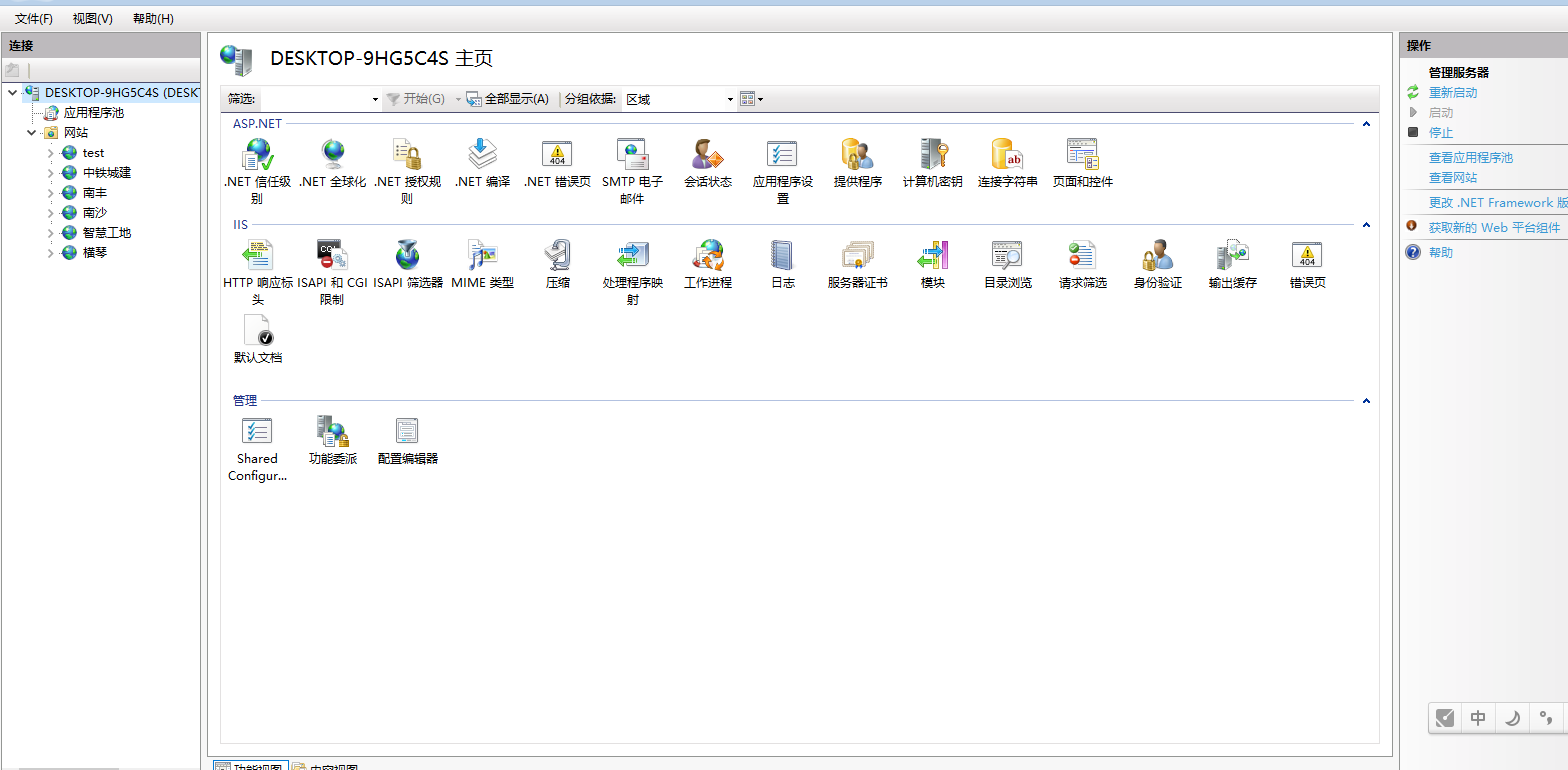 文件(F) 视图(V) 帮助(H)
连接
DESKTOP-9HG5C4S (DESKT
应用程序池
网站
test
中铁城建
南丰
南沙
智慧工地
横琴
DESKTOP-9HG5C4S 主页
筛选: 开始(G) 全部显示(A) 分组依据: 区域
ASP.NET
.NET 信任级别
.NET 全球化
.NET 授权规则
.NET 编译
.NET 错误页
404
SMTP 电子邮件
会话状态
应用程序设置
提供程序
计算机密钥
连接字符串
ab
页面和控件
IIS
HTTP 响应标头
ISAPI 和 CGI 限制
ISAPI 筛选器
MIME 类型
压缩
处理程序映射
工作进程
日志
服务器证书
模块
目录浏览
请求筛选
身份验证
输出缓存
错误页
404
默认文档
管理
Shared Configur...
功能委派
配置编辑器
功能视图 内容视图
操作
管理服务器
重新启动
启动
停止
查看应用程序池
查看网站
更改 .NET Framework 版
获取新的 Web 平台组件
帮助
中